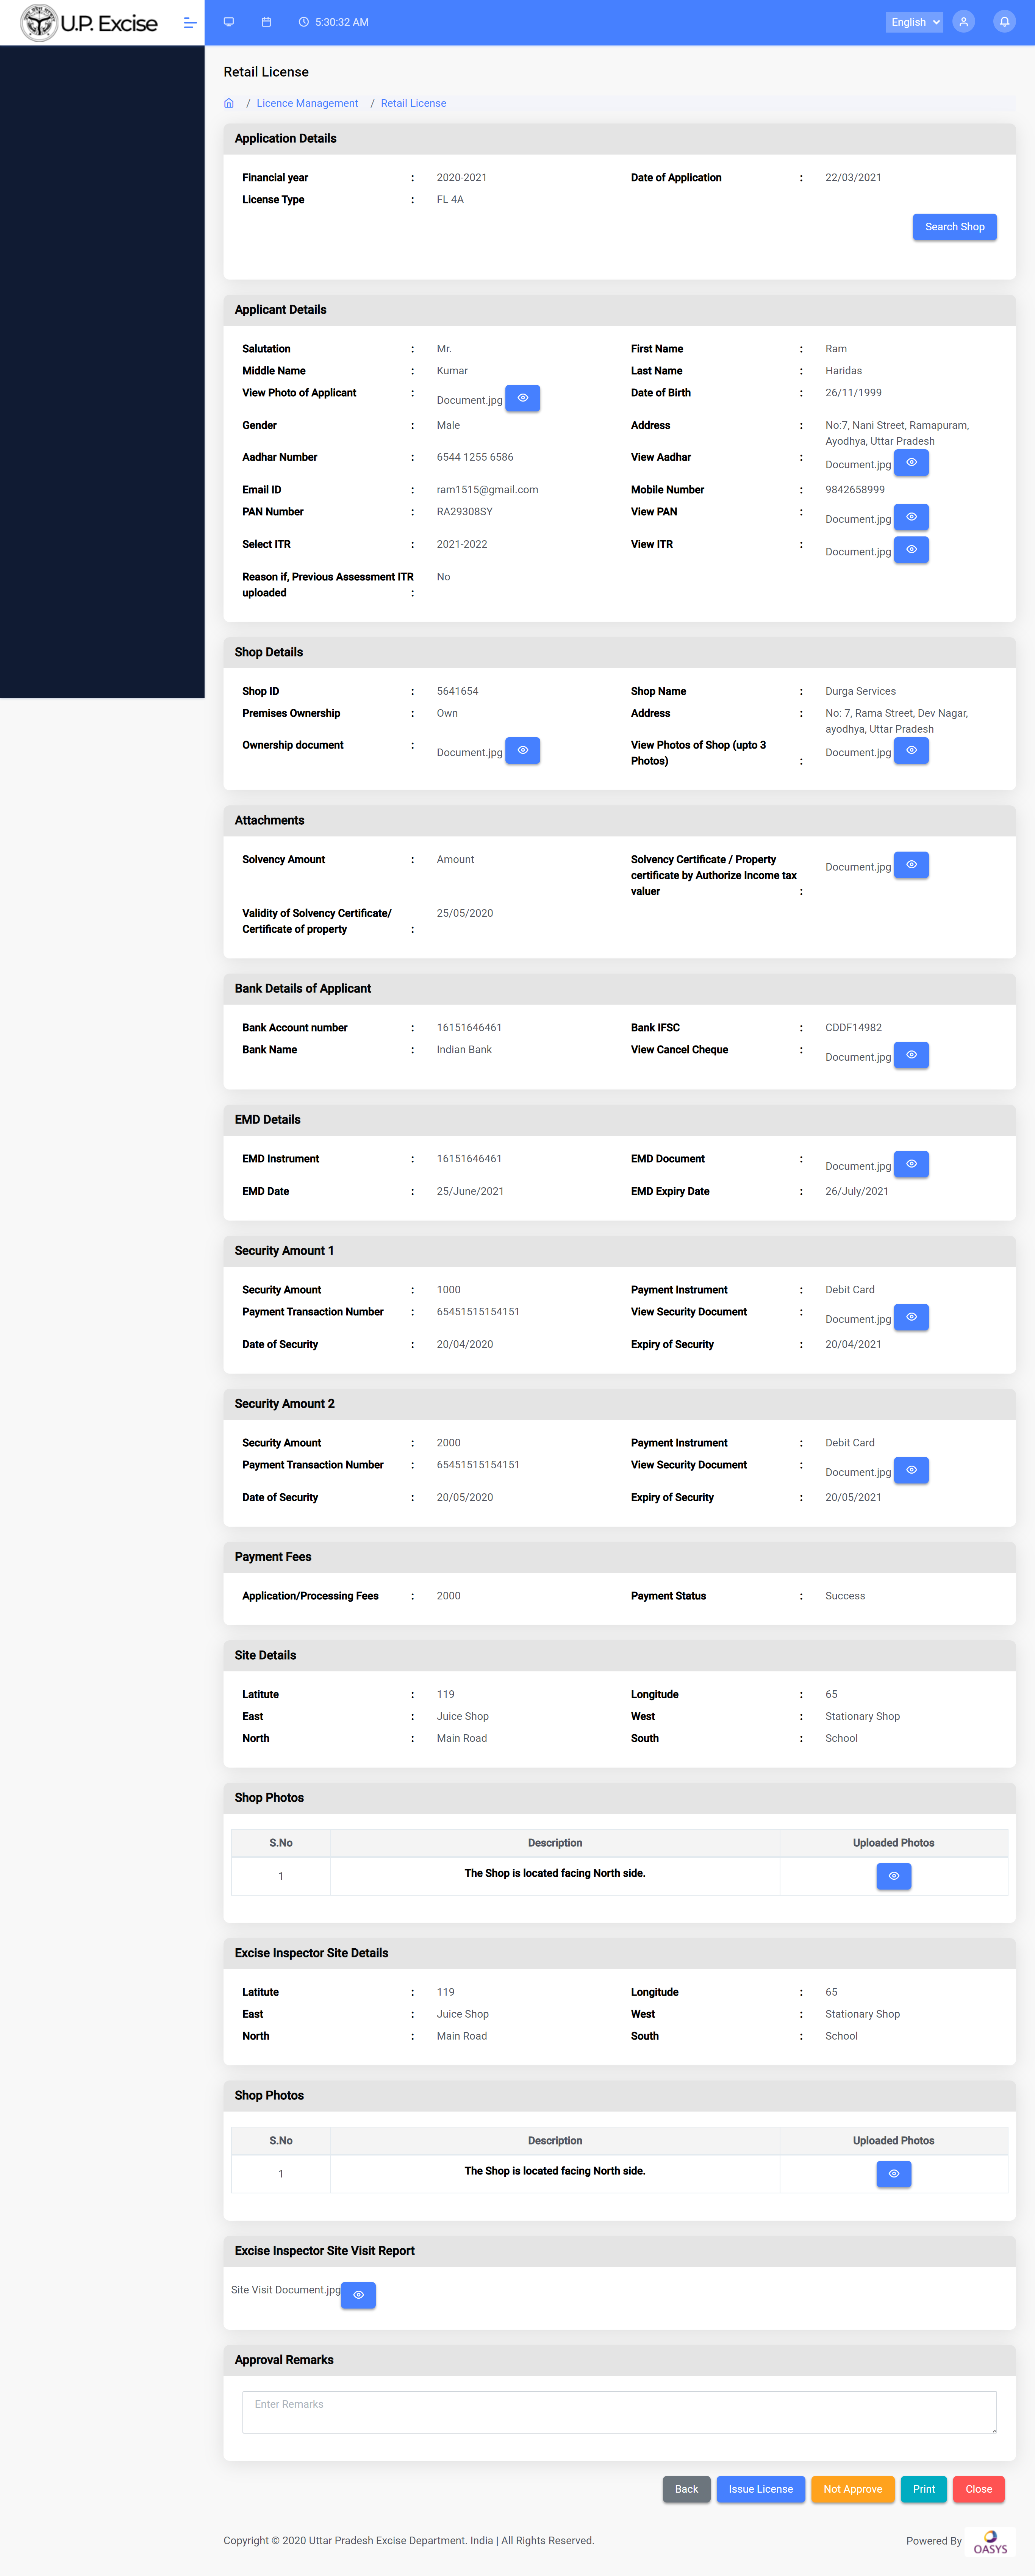 U.P. Excise
5:30:32 AM
English
Retail License
/ Licence Management / Retail License
Application Details
Financial year : 2020-2021 Date of Application : 22/03/2021
License Type : FL 4A
Search Shop
Applicant Details
Salutation : Mr. First Name : Ram
Middle Name : Kumar Last Name : Haridas
View Photo of Applicant : Document.jpg Date of Birth : 26/11/1999
Gender : Male Address : No:7, Nani Street, Ramapuram,
Ayodhya, Uttar Pradesh
Aadhar Number : 6544 1255 6586 View Aadhar : Document.jpg
Email ID : ram1515@gmail.com Mobile Number : 9842658999
PAN Number : RA29308SY View PAN : Document.jpg
Select ITR : 2021-2022 View ITR : Document.jpg
Reason if, Previous Assessment ITR No
uploaded :
Shop Details
Shop ID : 5641654 Shop Name : Durga Services
Premises Ownership : Own Address : No: 7, Rama Street, Dev Nagar,
ayodhya, Uttar Pradesh
Ownership document : Document.jpg View Photos of Shop (upto 3 Document.jpg
Photos) :
Attachments
Solvency Amount : Amount Solvency Certificate / Property Document.jpg
certificate by Authorize Income tax
valuer :
Validity of Solvency Certificate/ 25/05/2020
Certificate of property :
Bank Details of Applicant
Bank Account number : 16151646461 Bank IFSC : CDDF14982
Bank Name : Indian Bank View Cancel Cheque : Document.jpg
EMD Details
EMD Instrument : 16151646461 EMD Document : Document.jpg
EMD Date : 25/June/2021 EMD Expiry Date : 26/July/2021
Security Amount 1
Security Amount : 1000 Payment Instrument : Debit Card
Payment Transaction Number : 65451515154151 View Security Document : Document.jpg
Date of Security : 20/04/2020 Expiry of Security : 20/04/2021
Security Amount 2
Security Amount : 2000 Payment Instrument : Debit Card
Payment Transaction Number : 65451515154151 View Security Document : Document.jpg
Date of Security : 20/05/2020 Expiry of Security : 20/05/2021
Payment Fees
Application/Processing Fees : 2000 Payment Status : Success
Site Details
Latitute : 119 Longitude : 65
East : Juice Shop West : Stationary Shop
North : Main Road South : School
Shop Photos
S.No Description Uploaded Photos
1 The Shop is located facing North side.
Excise Inspector Site Details
Latitute : 119 Longitude : 65
East : Juice Shop West : Stationary Shop
North : Main Road South : School
Shop Photos
S.No Description Uploaded Photos
1 The Shop is located facing North side.
Excise Inspector Site Visit Report
Site Visit Document.jpg
Approval Remarks
Enter Remarks
Back Issue License Not Approve Print Close
Copyright © 2020 Uttar Pradesh Excise Department. India | All Rights Reserved. Powered By OASYS